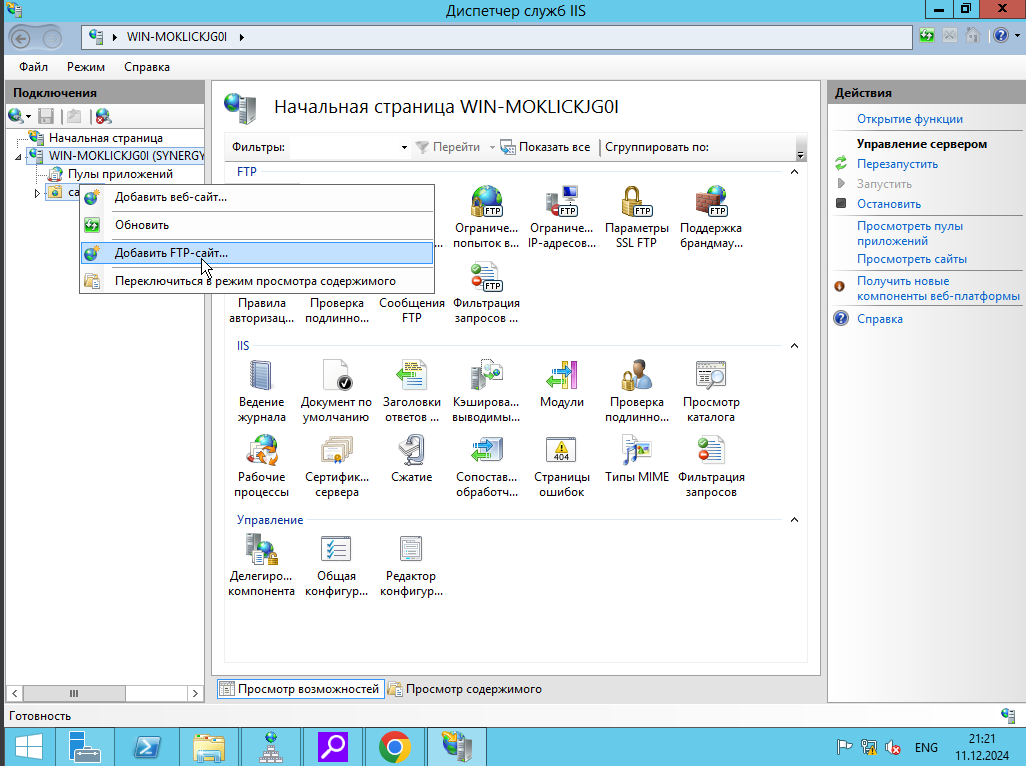 Диспетчер служб IIS
WIN-MOKLICKJG0I
Файл Режим Справка
Подключения
Начальная страница
WIN-MOKLICKJG0I (SYNERGY
Пулы приложений
Добавить веб-сайт...
Обновить
Добавить FTP-сайт...
Переключиться в режим просмотра содержимого
Начальная страница WIN-MOKLICKJG0I
Фильтры: Перейти Показать все Сгруппировать по:
FTP
FTP FTP FTP FTP
Ограниче... Ограниче... Параметры Поддержка
попыток в... IP-адресов... SSL FTP брандмау...
FTP
Правила Проверка Сообщения Фильтрация
авторизац... подлинно... FTP запросов ...
IIS
Ведение Документ по Заголовки Кэширова... Модули Проверка Просмотр
журнала умолчанию ответов ... выводимы... подлинно... каталога
404
Рабочие Сертифик... Сжатие Сопостав... Страницы Типы MIME Фильтрация
процессы сервера обработч... ошибок запросов
Управление
Делегиро... Общая Редактор
компонента конфигур... конфигур...
Просмотр возможностей Просмотр содержимого
Действия
Открытие функции
Управление сервером
Перезапустить
Запустить
Остановить
Просмотреть пулы
приложений
Просмотреть сайты
Получить новые
компоненты веб-платформы
Справка
Готовность
ENG
21:21
11.12.2024